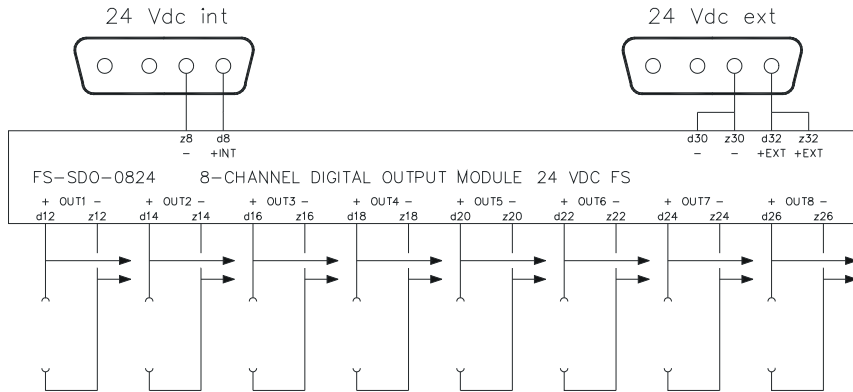 24 Vdc int 24 Vdc ext
z8 d8 d30 z30 d32 z32
- +INT - - +EXT +EXT
FS-SDO-0824 8-CHANNEL DIGITAL OUTPUT MODULE 24 VDC FS
+ OUT1 - + OUT2 - + OUT3 - + OUT4 - + OUT5 - + OUT6 - + OUT7 - + OUT8 -
d12 z12 d14 z14 d16 z16 d18 z18 d20 z20 d22 z22 d24 z24 d26 z26